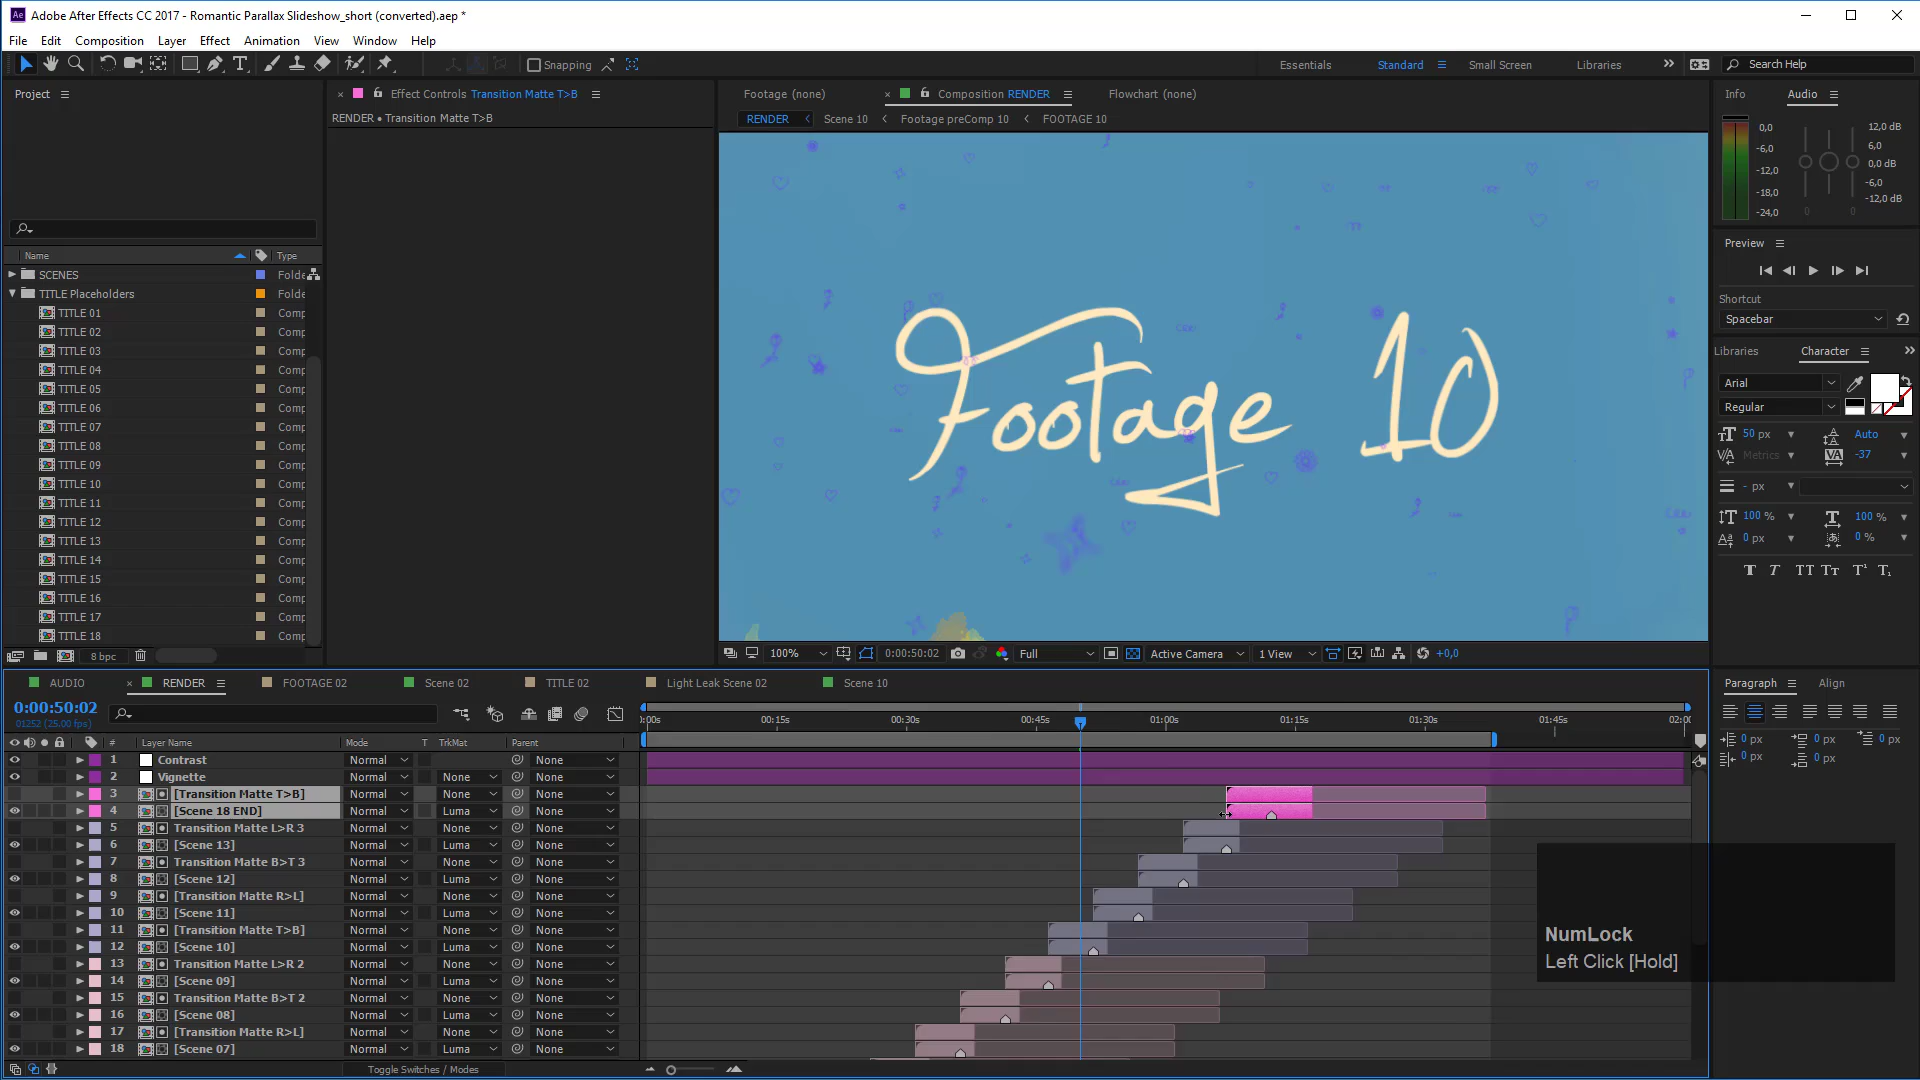 Adobe After Effects CC 2017 - Romantic Parallax Slideshow_short (converted).aep *
File Edit Composition Layer Effect Animation View Window Help
Snapping
Essentials Standard Small Screen Libraries Search Help
Project
Name Type
SCENES Folde
TITLE Placeholders Folde
TITLE 01 Comp
TITLE 02 Comp
TITLE 03 Comp
TITLE 04 Comp
TITLE 05 Comp
TITLE 06 Comp
TITLE 07 Comp
TITLE 08 Comp
TITLE 09 Comp
TITLE 10 Comp
TITLE 11 Comp
TITLE 12 Comp
TITLE 13 Comp
TITLE 14 Comp
TITLE 15 Comp
TITLE 16 Comp
TITLE 17 Comp
TITLE 18 Comp
8 bpc
Effect Controls Transition Matte T>B
RENDER • Transition Matte T>B
Footage (none) Composition RENDER Flowchart (none)
RENDER Scene 10 Footage preComp 10 FOOTAGE 10
Footage 10
100% 0:00:50:02 Full Active Camera 1 View +0,0
Info Audio
0,0 12,0 dB
-6,0 6,0
-12,0 0,0 dB
-18,0 -6,0
-24,0 -12,0 dB
0 0
Preview
Shortcut
Spacebar
Libraries Character
Arial
Regular
50 px Auto
Metrics -37
- px
100 % 100 %
0 px 0 %
Paragraph Align
0 px 0 px 0 px
0 px 0 px
AUDIO RENDER FOOTAGE 02 Scene 02 TITLE 02 Light Leak Scene 02 Scene 10
0:00:50:02
01252 (25.00 fps)
:00s 00:15s 00:30s 00:45s 01:00s 01:15s 01:30s 01:45s 02:00
# Layer Name Mode T TrkMat Parent
1 Contrast Normal None
2 Vignette Normal None None
3 [Transition Matte T>B] Normal None None
4 [Scene 18 END] Normal Luma None
5 Transition Matte L>R 3 Normal None None
6 [Scene 13] Normal Luma None
7 Transition Matte B>T 3 Normal None None
8 [Scene 12] Normal Luma None
9 [Transition Matte R>L] Normal None None
10 [Scene 11] Normal Luma None
11 [Transition Matte T>B] Normal None None
12 [Scene 10] Normal Luma None
13 Transition Matte L>R 2 Normal None None
14 [Scene 09] Normal Luma None
15 Transition Matte B>T 2 Normal None None
16 [Scene 08] Normal Luma None
17 [Transition Matte R>L] Normal None None
18 [Scene 07] Normal Luma None
Toggle Switches / Modes
NumLock
Left Click [Hold]